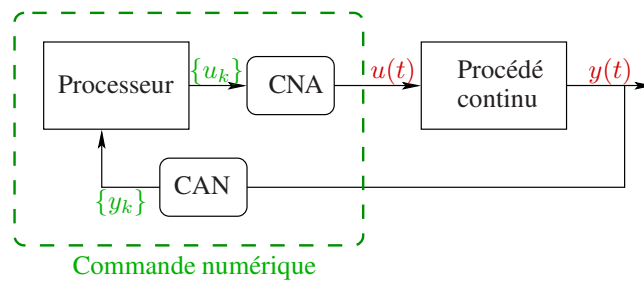 Processeur
{u_k}
CNA
u(t)
Procédé
continu
y(t)
{y_k}
CAN
Commande numérique